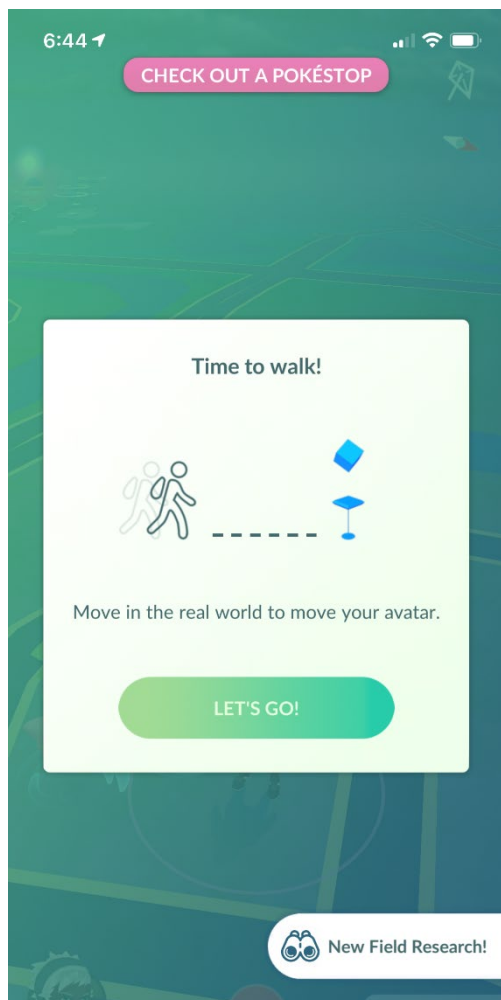 6:44
CHECK OUT A POKÉSTOP
Time to walk!
Move in the real world to move your avatar.
LET'S GO!
New Field Research!